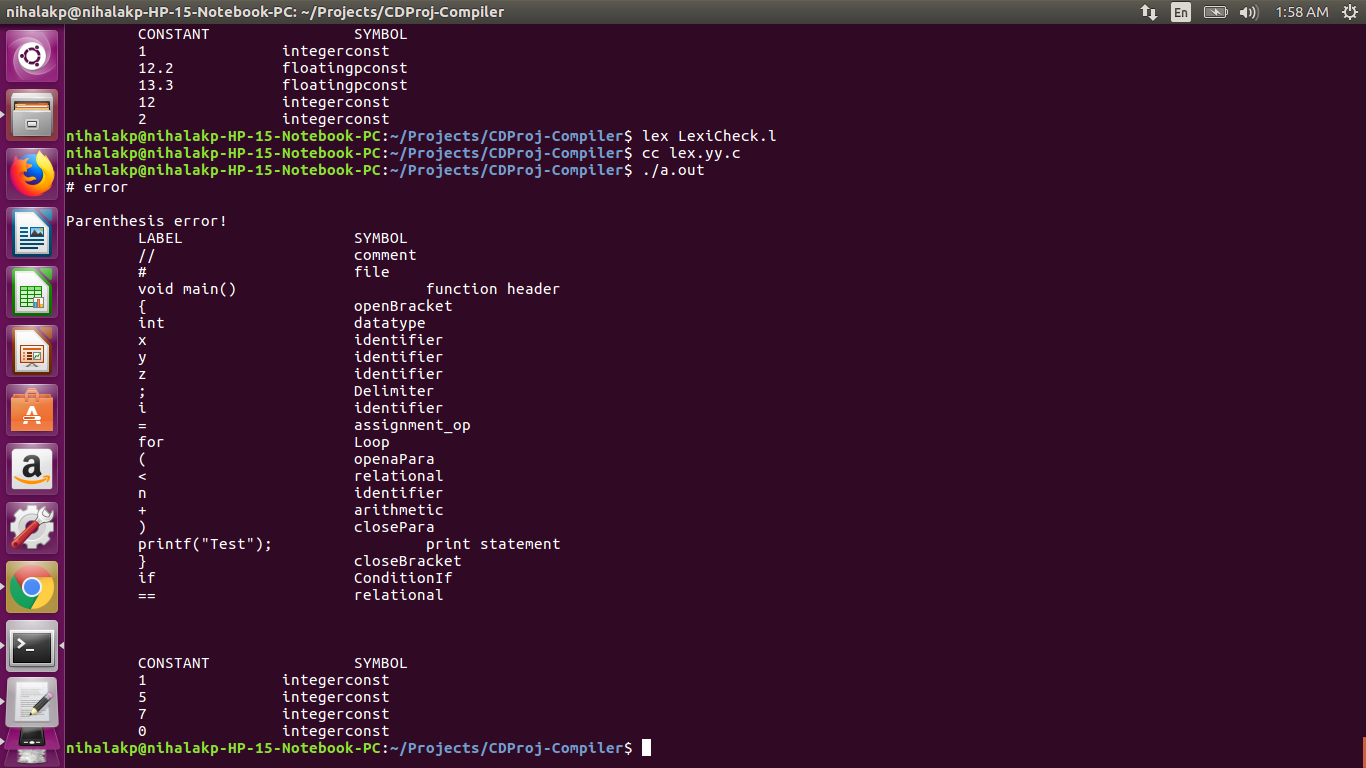 nihalakp@nihalakp-HP-15-Notebook-PC: ~/Projects/CDProj-Compiler En 1:58 AM
CONSTANT SYMBOL
1 integerconst
12.2 floatingpconst
13.3 floatingpconst
12 integerconst
2 integerconst
nihalakp@nihalakp-HP-15-Notebook-PC:~/Projects/CDProj-Compiler$ lex LexiCheck.l
nihalakp@nihalakp-HP-15-Notebook-PC:~/Projects/CDProj-Compiler$ cc lex.yy.c
nihalakp@nihalakp-HP-15-Notebook-PC:~/Projects/CDProj-Compiler$ ./a.out
# error
Parenthesis error!
LABEL SYMBOL
// comment
# file
void main() function header
{ openBracket
int datatype
x identifier
y identifier
z identifier
; Delimiter
i identifier
= assignment_op
for Loop
( openaPara
< relational
n identifier
+ arithmetic
) closePara
printf("Test"); print statement
} closeBracket
if ConditionIf
== relational
CONSTANT SYMBOL
1 integerconst
5 integerconst
7 integerconst
0 integerconst
nihalakp@nihalakp-HP-15-Notebook-PC:~/Projects/CDProj-Compiler$